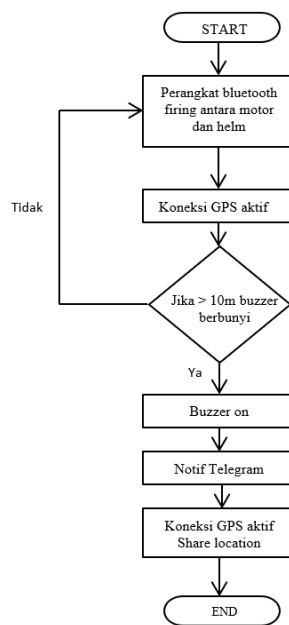 START
Perangkat bluetooth
firing antara motor
dan helm
Tidak
Koneksi GPS aktif
Jika > 10m buzzer
berbunyi
Ya
Buzzer on
Notif Telegram
Koneksi GPS aktif
Share location
END